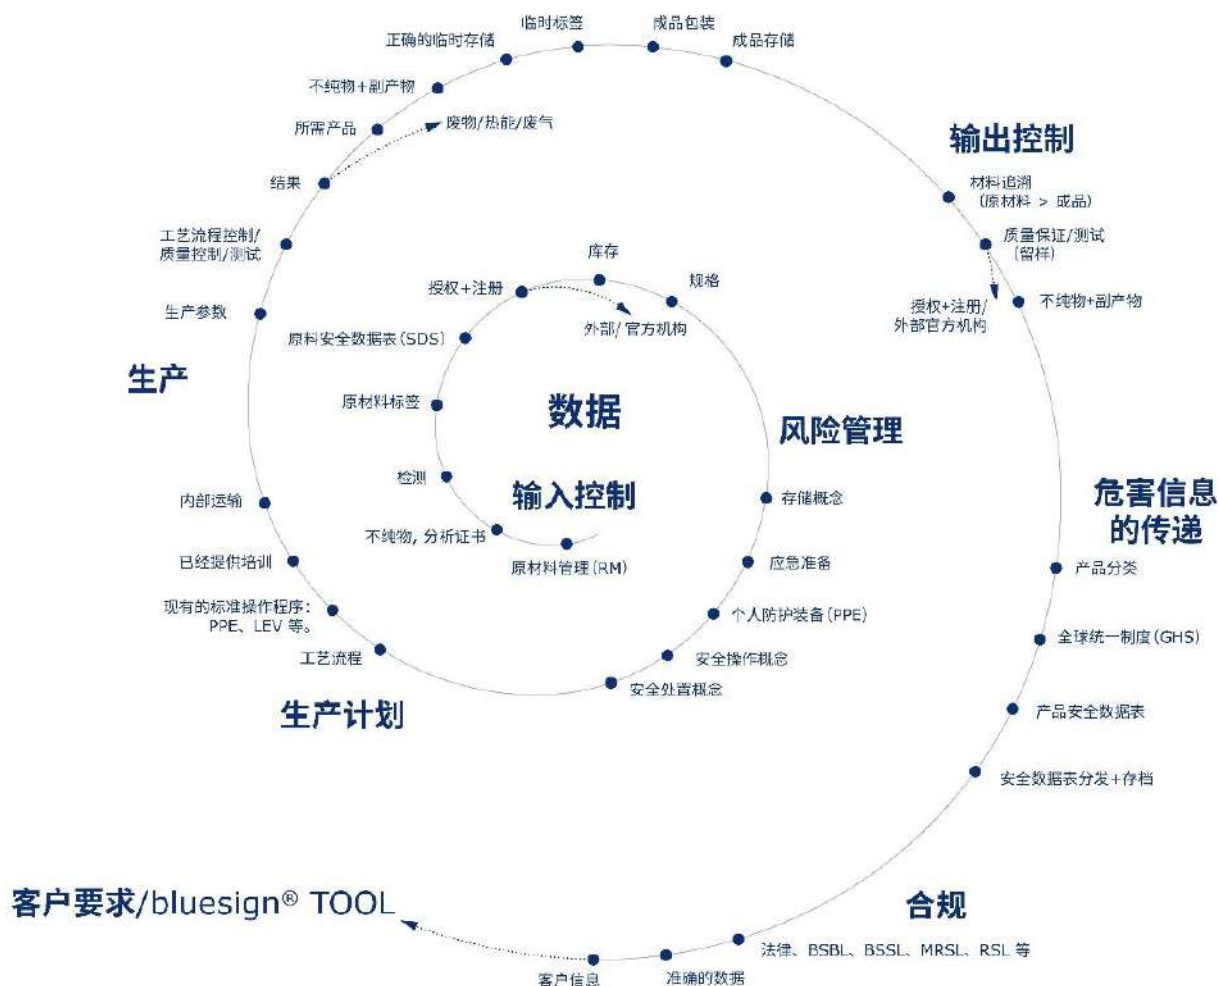 临时标签
成品包装
正确的临时存储
成品存储
不纯物+副产物
所需产品
废物/热能/废气
输出控制
结果
材料追溯
(原材料 > 成品)
工艺流程控制/
质量控制/测试
质量保证/测试
(留样)
库存
规格
授权+注册
生产参数
不纯物+副产物
授权+注册/
外部官方机构
外部/ 官方机构
原料安全数据表(SDS)
生产
原材料标签
数据
风险管理
检测
输入控制
内部运输
存储概念
危害信息
的传递
不纯物, 分析证书
原材料管理(RM)
已经提供培训
应急准备
产品分类
现有的标准操作程序:
PPE、LEV 等。
个人防护装备(PPE)
全球统一制度(GHS)
工艺流程
安全操作概念
安全处置概念
生产计划
产品安全数据表
安全数据表分发+存档
客户要求/bluesign® TOOL
合规
法律、BSBL、BSSL、MRSL、RSL 等
客户信息
准确的数据